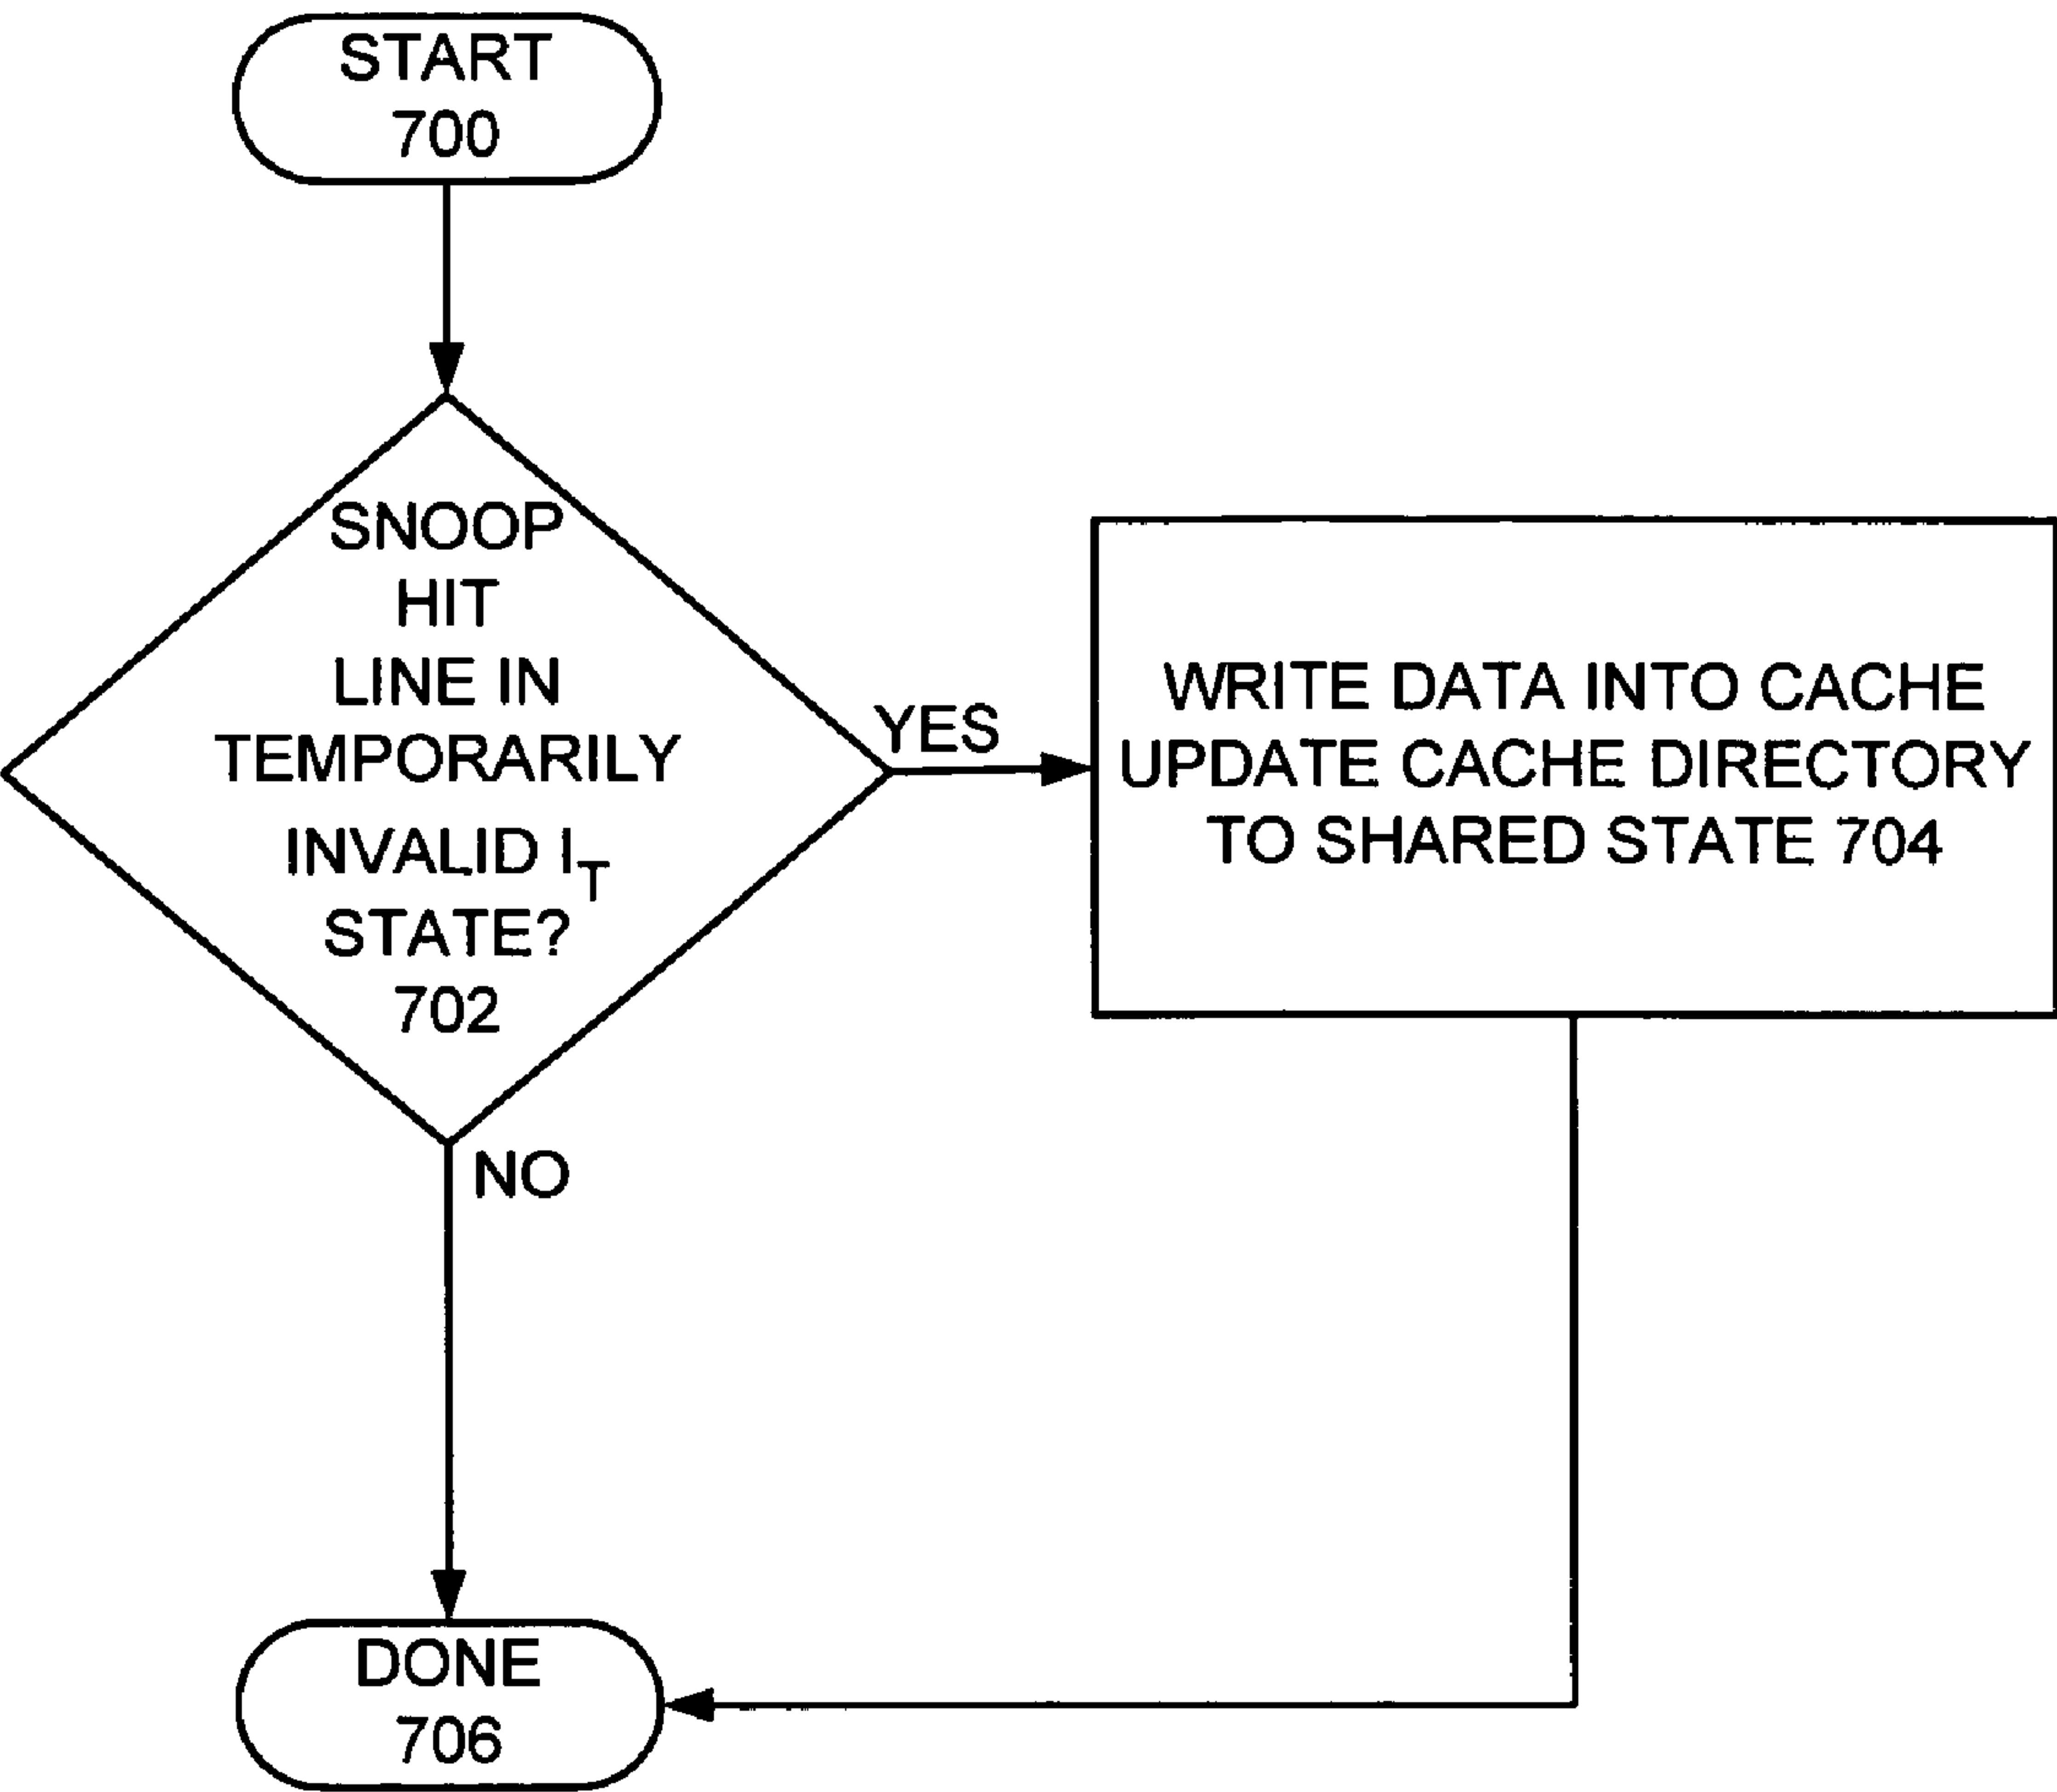 START
700
SNOOP
HIT
LINE IN
TEMPORARILY
INVALID I_T
STATE?
702
YES
WRITE DATA INTO CACHE
UPDATE CACHE DIRECTORY
TO SHARED STATE 704
NO
DONE
706